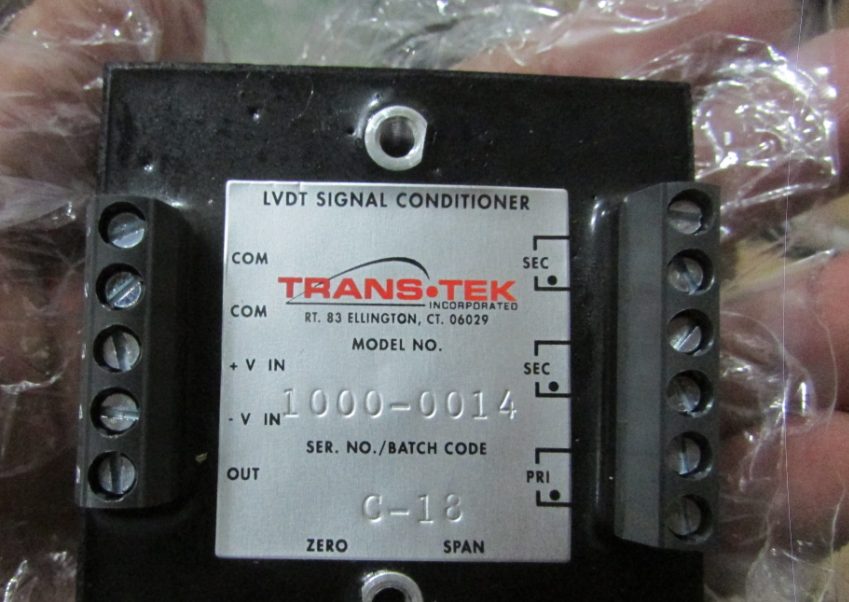 LVDT SIGNAL CONDITIONER
COM
SEC
TRANS•TEK
INCORPORATED
COM
RT. 83 ELLINGTON, CT. 06029
MODEL NO.
+ V IN
SEC
- V IN
1000-0014
SER. NO./BATCH CODE
OUT
PRI
C-18
ZERO SPAN